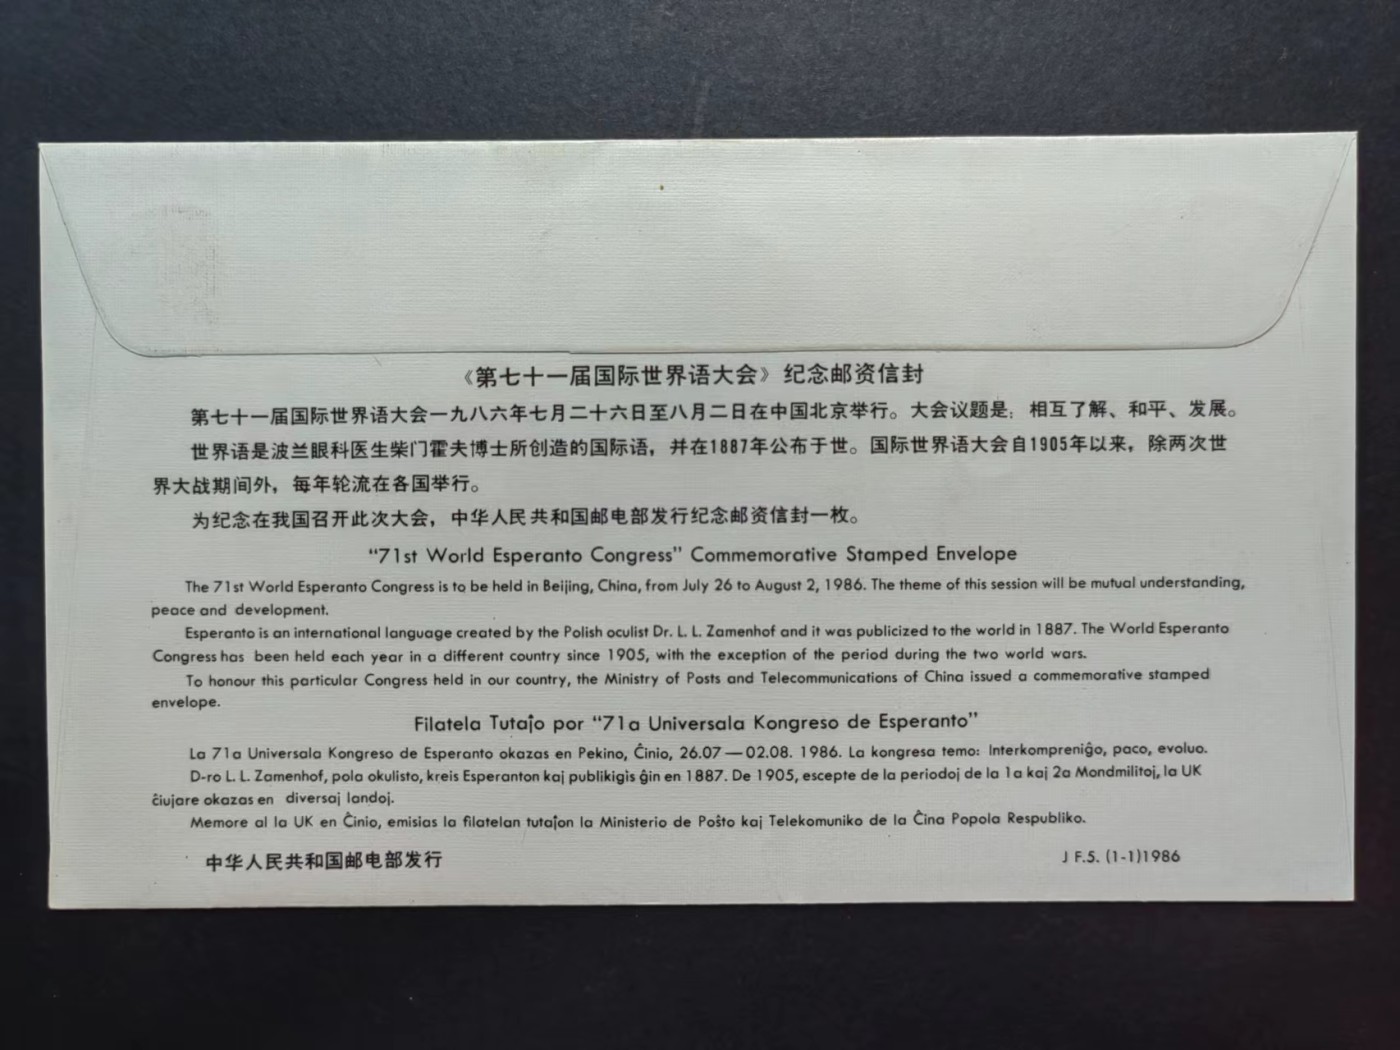 《第七十一届国际世界语大会》纪念邮资信封
第七十一届国际世界语大会一九八六年七月二十六日至八月二日在中国北京举行。大会议题是：相互了解、和平、发展。
世界语是波兰眼科医生柴门霍夫博士所创造的国际语，并在1887年公布于世。国际世界语大会自1905年以来，除两次世
界大战期间外，每年轮流在各国举行。
为纪念在我国召开此次大会，中华人民共和国邮电部发行纪念邮资信封一枚。
“71st World Esperanto Congress” Commemorative Stamped Envelope
The 71st World Esperanto Congress is to be held in Beijing, China, from July 26 to August 2, 1986. The theme of this session will be mutual understanding,
peace and development.
Esperanto is an international language created by the Polish oculist Dr. L. L. Zamenhof and it was publicized to the world in 1887. The World Esperanto
Congress has been held each year in a different country since 1905, with the exception of the period during the two world wars.
To honour this particular Congress held in our country, the Ministry of Posts and Telecommunications of China issued a commemorative stamped
envelope.
Filatela Tutaĵo por “71a Universala Kongreso de Esperanto”
La 71a Universala Kongreso de Esperanto okazas en Pekino, Ĉinio, 26.07—02.08. 1986. La kongresa temo: Interkompreniĝo, paco, evoluo.
D-ro L. L. Zamenhof, pola okulisto, kreis Esperanton kaj publikigis ĝin en 1887. De 1905, escepte de la periodoj de la 1a kaj 2a Mondmilitoj, la UK
ĉiujare okazas en diversaj landoj.
Memore al la UK en Ĉinio, emisias la filatelan tutaĵon la Ministerio de Poŝto kaj Telekomuniko de la Ĉina Popola Respubliko.
中华人民共和国邮电部发行
J F.5. (1-1)1986